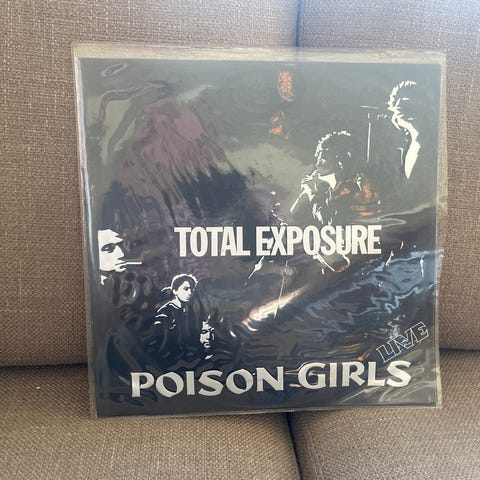 TOTAL EXPOSURE
LIVE
POISON GIRLS